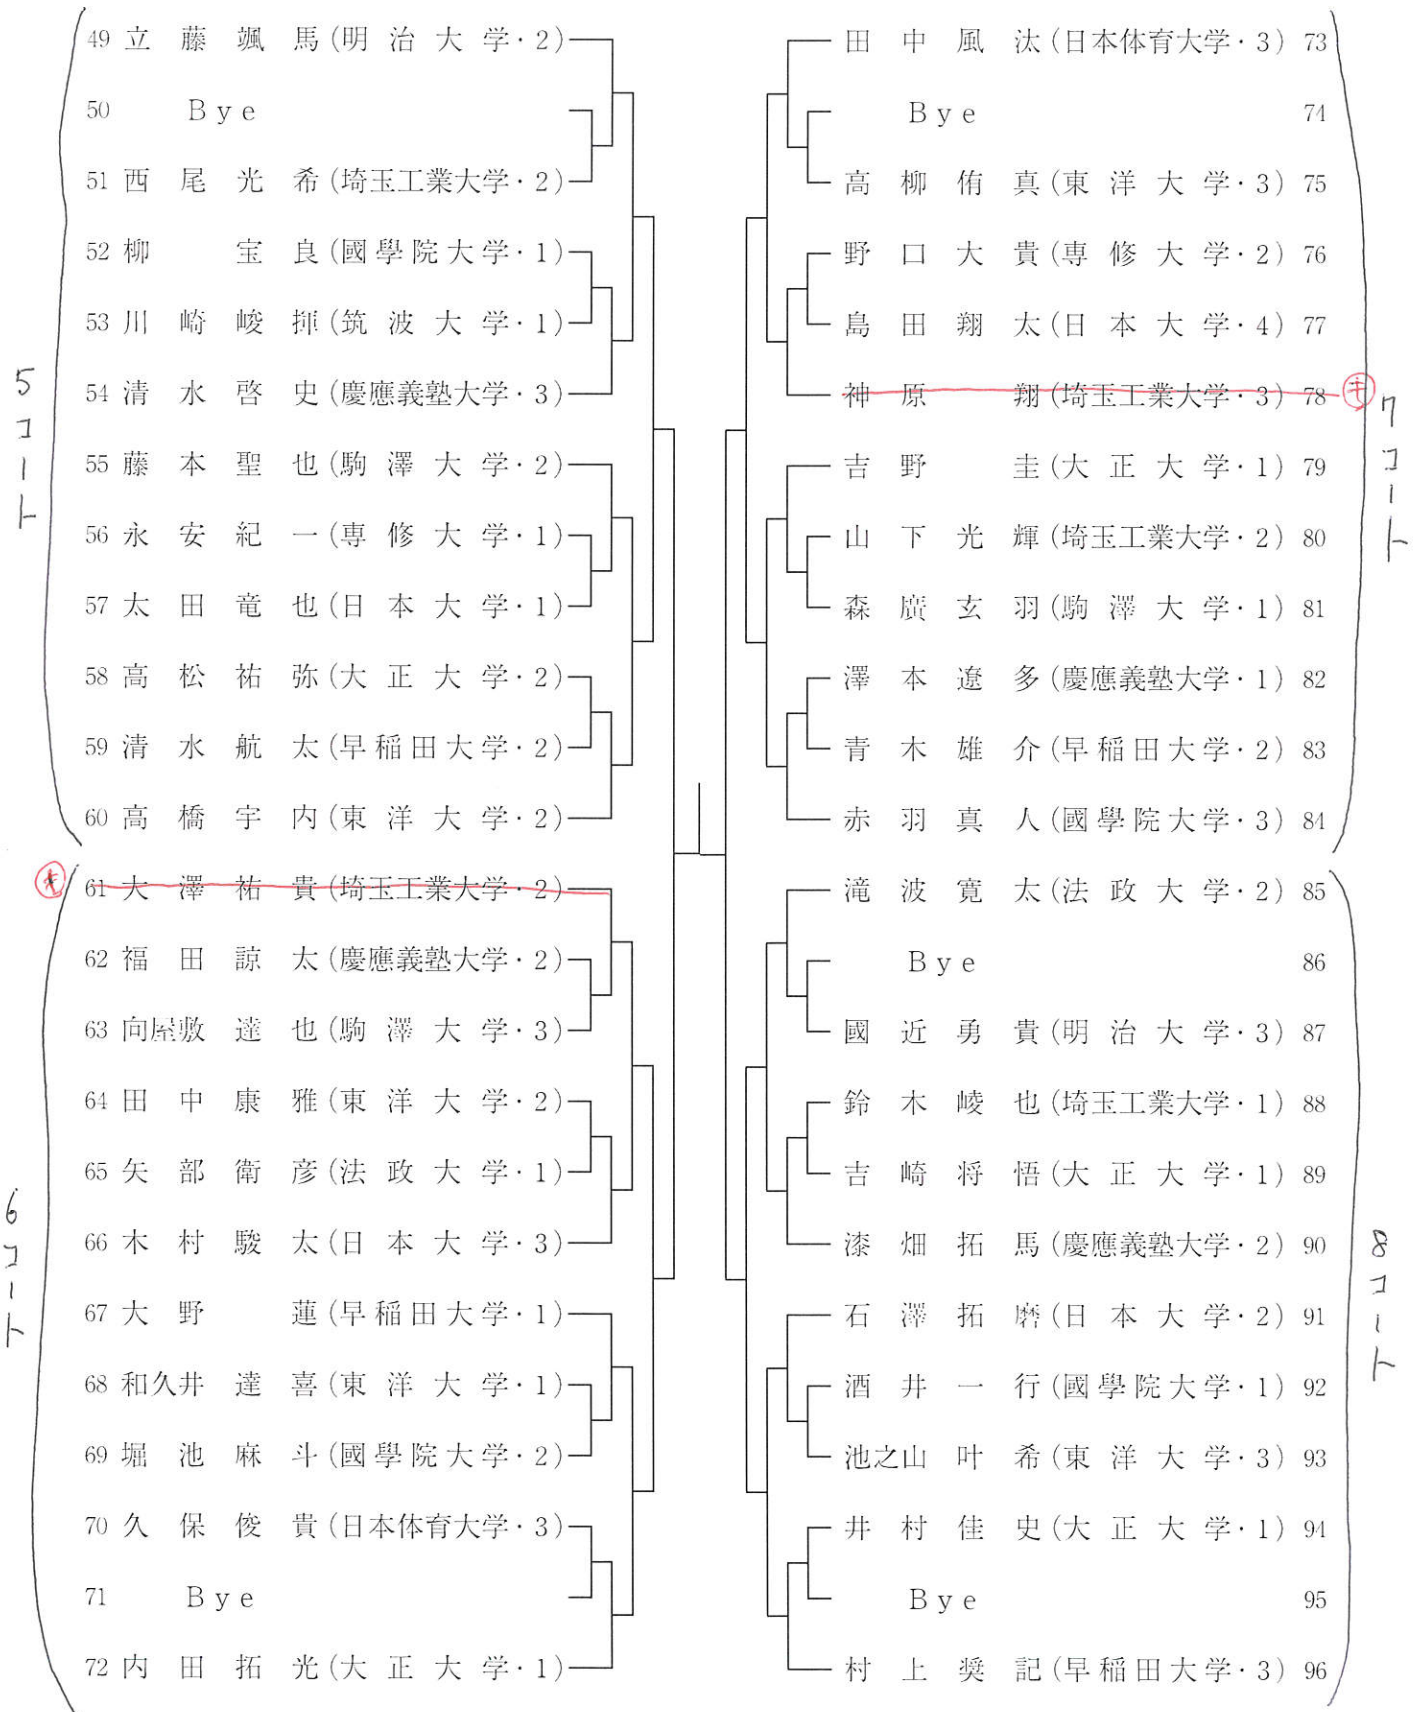 5コート
49 立藤颯馬(明治大学・2)
50 Bye
51 西尾光希(埼玉工業大学・2)
52 柳宝良(國學院大学・1)
53 川崎峻揮(筑波大学・1)
54 清水啓史(慶應義塾大学・3)
55 藤本聖也(駒澤大学・2)
56 永安紀一(専修大学・1)
57 太田竜也(日本大学・1)
58 高松祐弥(大正大学・2)
59 清水航太(早稲田大学・2)
60 高橋宇内(東洋大学・2)
6コート
61 大澤祐貴(埼玉工業大学・2)
62 福田諒太(慶應義塾大学・2)
63 向屋敷達也(駒澤大学・3)
64 田中康雅(東洋大学・2)
65 矢部衛彦(法政大学・1)
66 木村駿太(日本大学・3)
67 大野蓮(早稲田大学・1)
68 和久井達喜(東洋大学・1)
69 堀池麻斗(國學院大学・2)
70 久保俊貴(日本体育大学・3)
71 Bye
72 内田拓光(大正大学・1)
7コート
田中風汰(日本体育大学・3) 73
Bye 74
高柳侑真(東洋大学・3) 75
野口大貴(専修大学・2) 76
島田翔太(日本大学・4) 77
神原翔(埼玉工業大学・3) 78
吉野圭(大正大学・1) 79
山下光輝(埼玉工業大学・2) 80
森廣玄羽(駒澤大学・1) 81
澤本遼多(慶應義塾大学・1) 82
青木雄介(早稲田大学・2) 83
赤羽真人(國學院大学・3) 84
8コート
滝波寛太(法政大学・2) 85
Bye 86
國近勇貴(明治大学・3) 87
鈴木崚也(埼玉工業大学・1) 88
吉崎将悟(大正大学・1) 89
漆畑拓馬(慶應義塾大学・2) 90
石澤拓磨(日本大学・2) 91
酒井一行(國學院大学・1) 92
池之山叶希(東洋大学・3) 93
井村佳史(大正大学・1) 94
Bye 95
村上奨記(早稲田大学・3) 96